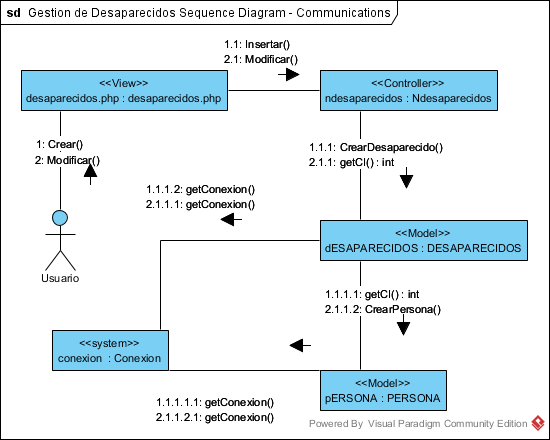 sd Gestion de Desaparecidos Sequence Diagram - Communications
1.1: Insertar()
2.1: Modificar()
<<View>>
desaparecidos.php : desaparecidos.php
<<Controller>>
ndesaparecidos : Ndesaparecidos
1: Crear()
2: Modificar()
1.1.1: CrearDesaparecido()
2.1.1: getCI() : int
1.1.1.2: getConexion()
2.1.1.1: getConexion()
Usuario
<<Model>>
dESAPARECIDOS : DESAPARECIDOS
1.1.1.1: getCI() : int
2.1.1.2: CrearPersona()
<<system>>
conexion : Conexion
<<Model>>
pERSONA : PERSONA
1.1.1.1.1: getConexion()
2.1.1.2.1: getConexion()
Powered By Visual Paradigm Community Edition